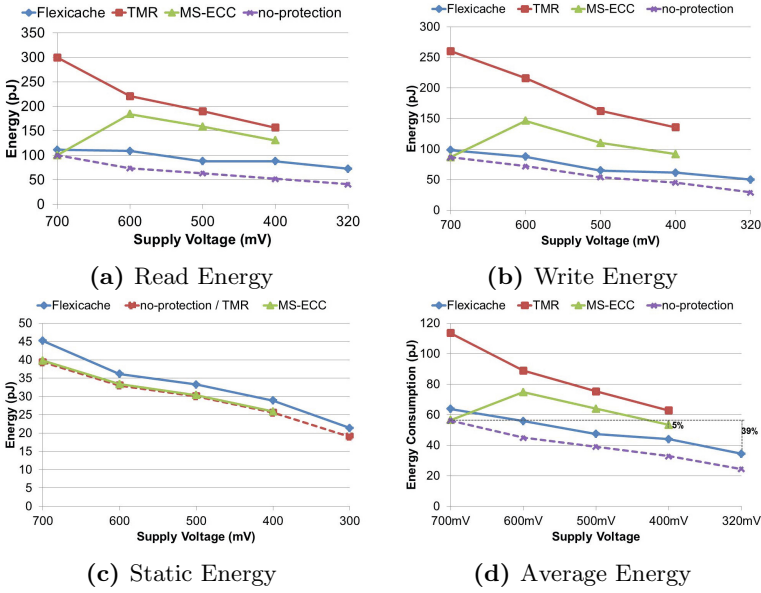 Flexicache TMR MS-ECC no-protection
350
300
250
200
150
100
50
0
Energy (pJ)
700 600 500 400 320
Supply Voltage (mV)
(a) Read Energy
Flexicache TMR MS-ECC no-protection
300
250
200
150
100
50
0
Energy (pJ)
700 600 500 400 320
Supply Voltage (mV)
(b) Write Energy
Flexicache no-protection / TMR MS-ECC
50
45
40
35
30
25
20
15
10
5
0
Energy (pJ)
700 600 500 400 300
Supply Voltage (mV)
(c) Static Energy
Flexicache TMR MS-ECC no-protection
120
100
80
60
40
20
0
Energy Consumption (pJ)
5%
39%
700mV 600mV 500mV 400mV 320mV
Supply Voltage
(d) Average Energy